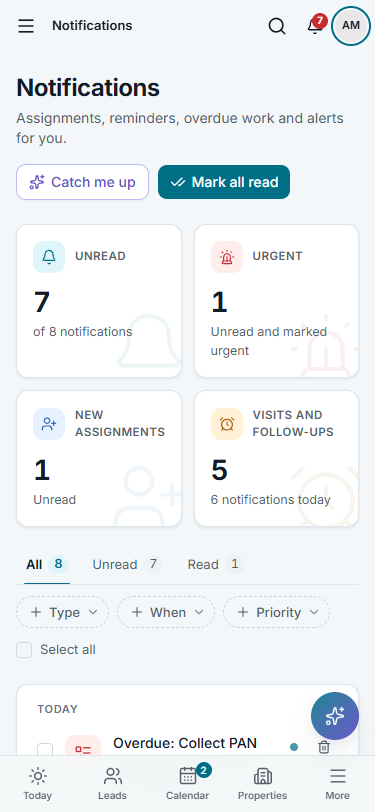 Notifications
7
AM
Notifications
Assignments, reminders, overdue work and alerts
for you.
Catch me up
Mark all read
UNREAD
7
of 8 notifications
URGENT
1
Unread and marked
urgent
NEW
ASSIGNMENTS
1
Unread
VISITS AND
FOLLOW-UPS
5
6 notifications today
All 8
Unread 7
Read 1
Type
When
Priority
Select all
TODAY
Overdue: Collect PAN
Today
Leads
2
Calendar
Properties
More